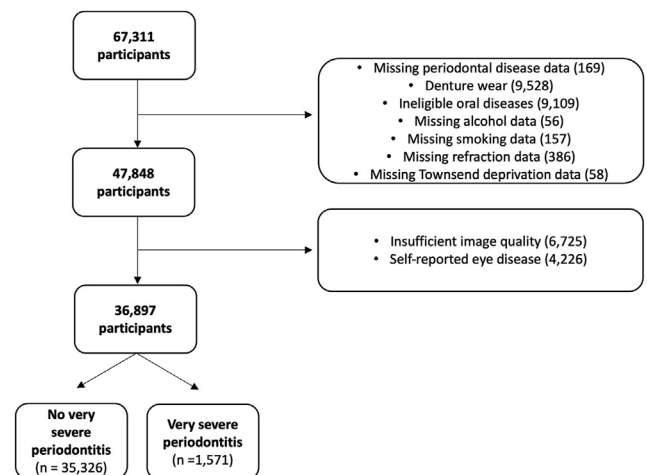 67,311
participants
• Missing periodontal disease data (169)
• Denture wear (9,528)
• Ineligible oral diseases (9,109)
• Missing alcohol data (56)
• Missing smoking data (157)
• Missing refraction data (386)
• Missing Townsend deprivation data (58)
47,848
participants
• Insufficient image quality (6,725)
• Self-reported eye disease (4,226)
36,897
participants
No very
severe
periodontitis
(n = 35,326)
Very severe
periodontitis
(n =1,571)